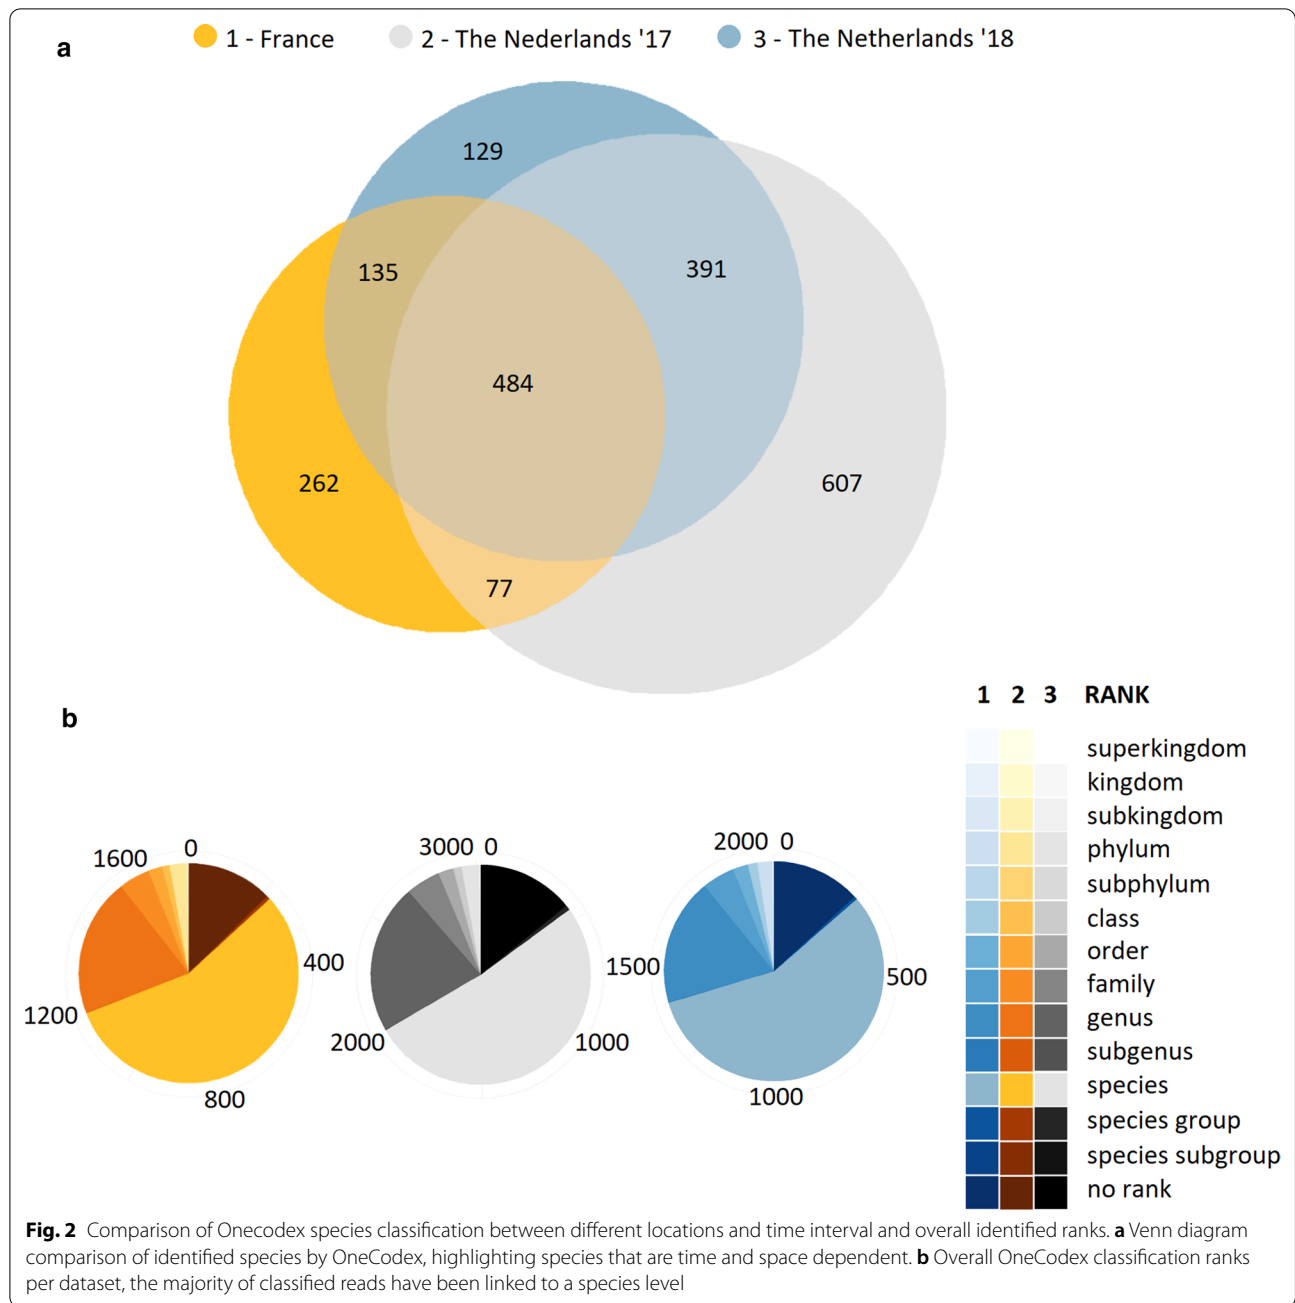 a
1 - France 2 - The Nederlands '17 3 - The Netherlands '18
129
135
391
484
262
607
77
b
1 2 3 RANK
superkingdom
kingdom
subkingdom
phylum
subphylum
class
order
family
genus
subgenus
species
species group
species subgroup
no rank
0
400
800
1200
1600
0
1000
2000
3000
0
500
1000
1500
2000
Fig. 2 Comparison of Onecodex species classification between different locations and time interval and overall identified ranks. a Venn diagram
comparison of identified species by OneCodex, highlighting species that are time and space dependent. b Overall OneCodex classification ranks
per dataset, the majority of classified reads have been linked to a species level